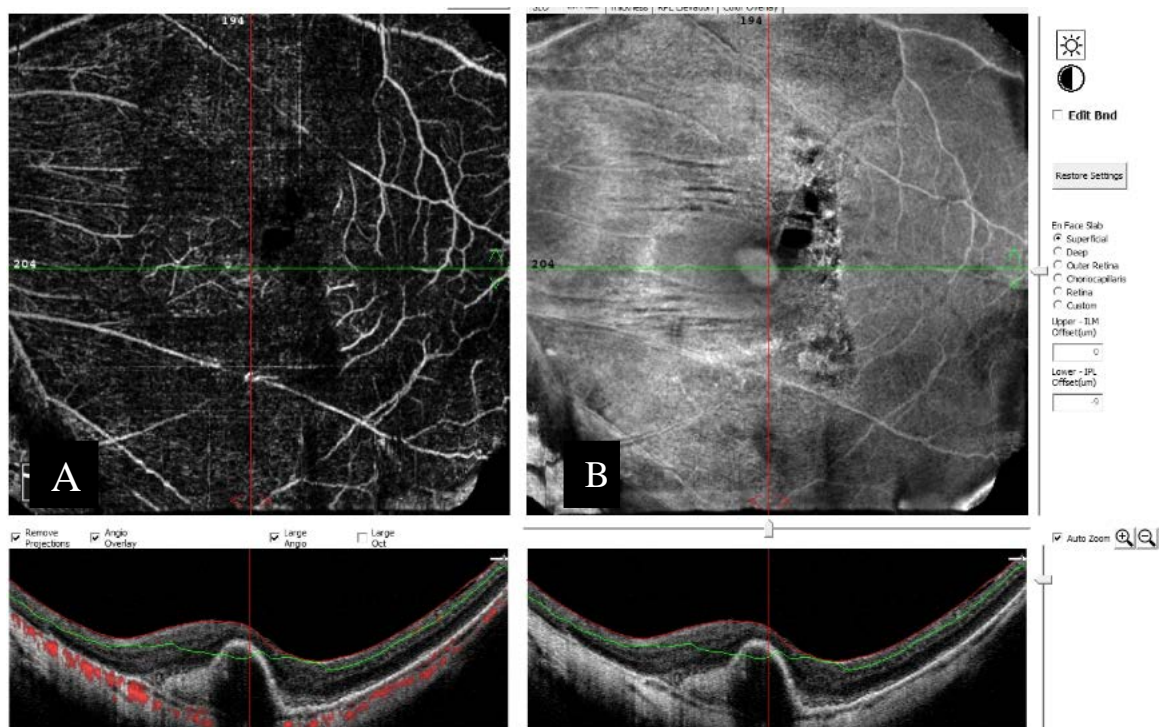 194
204
A
Remove Projections
Angio Overlay
Large Angio
Large Oct
Thickness
RPE Elevation
Color Overlay
194
204
B
Edit Bnd
Restore Settings
En Face Slab
Superficial
Deep
Outer Retina
Choriocapillaris
Retina
Custom
Upper - ILM
Offset(um)
0
Lower - IPL
Offset(um)
-9
Auto Zoom